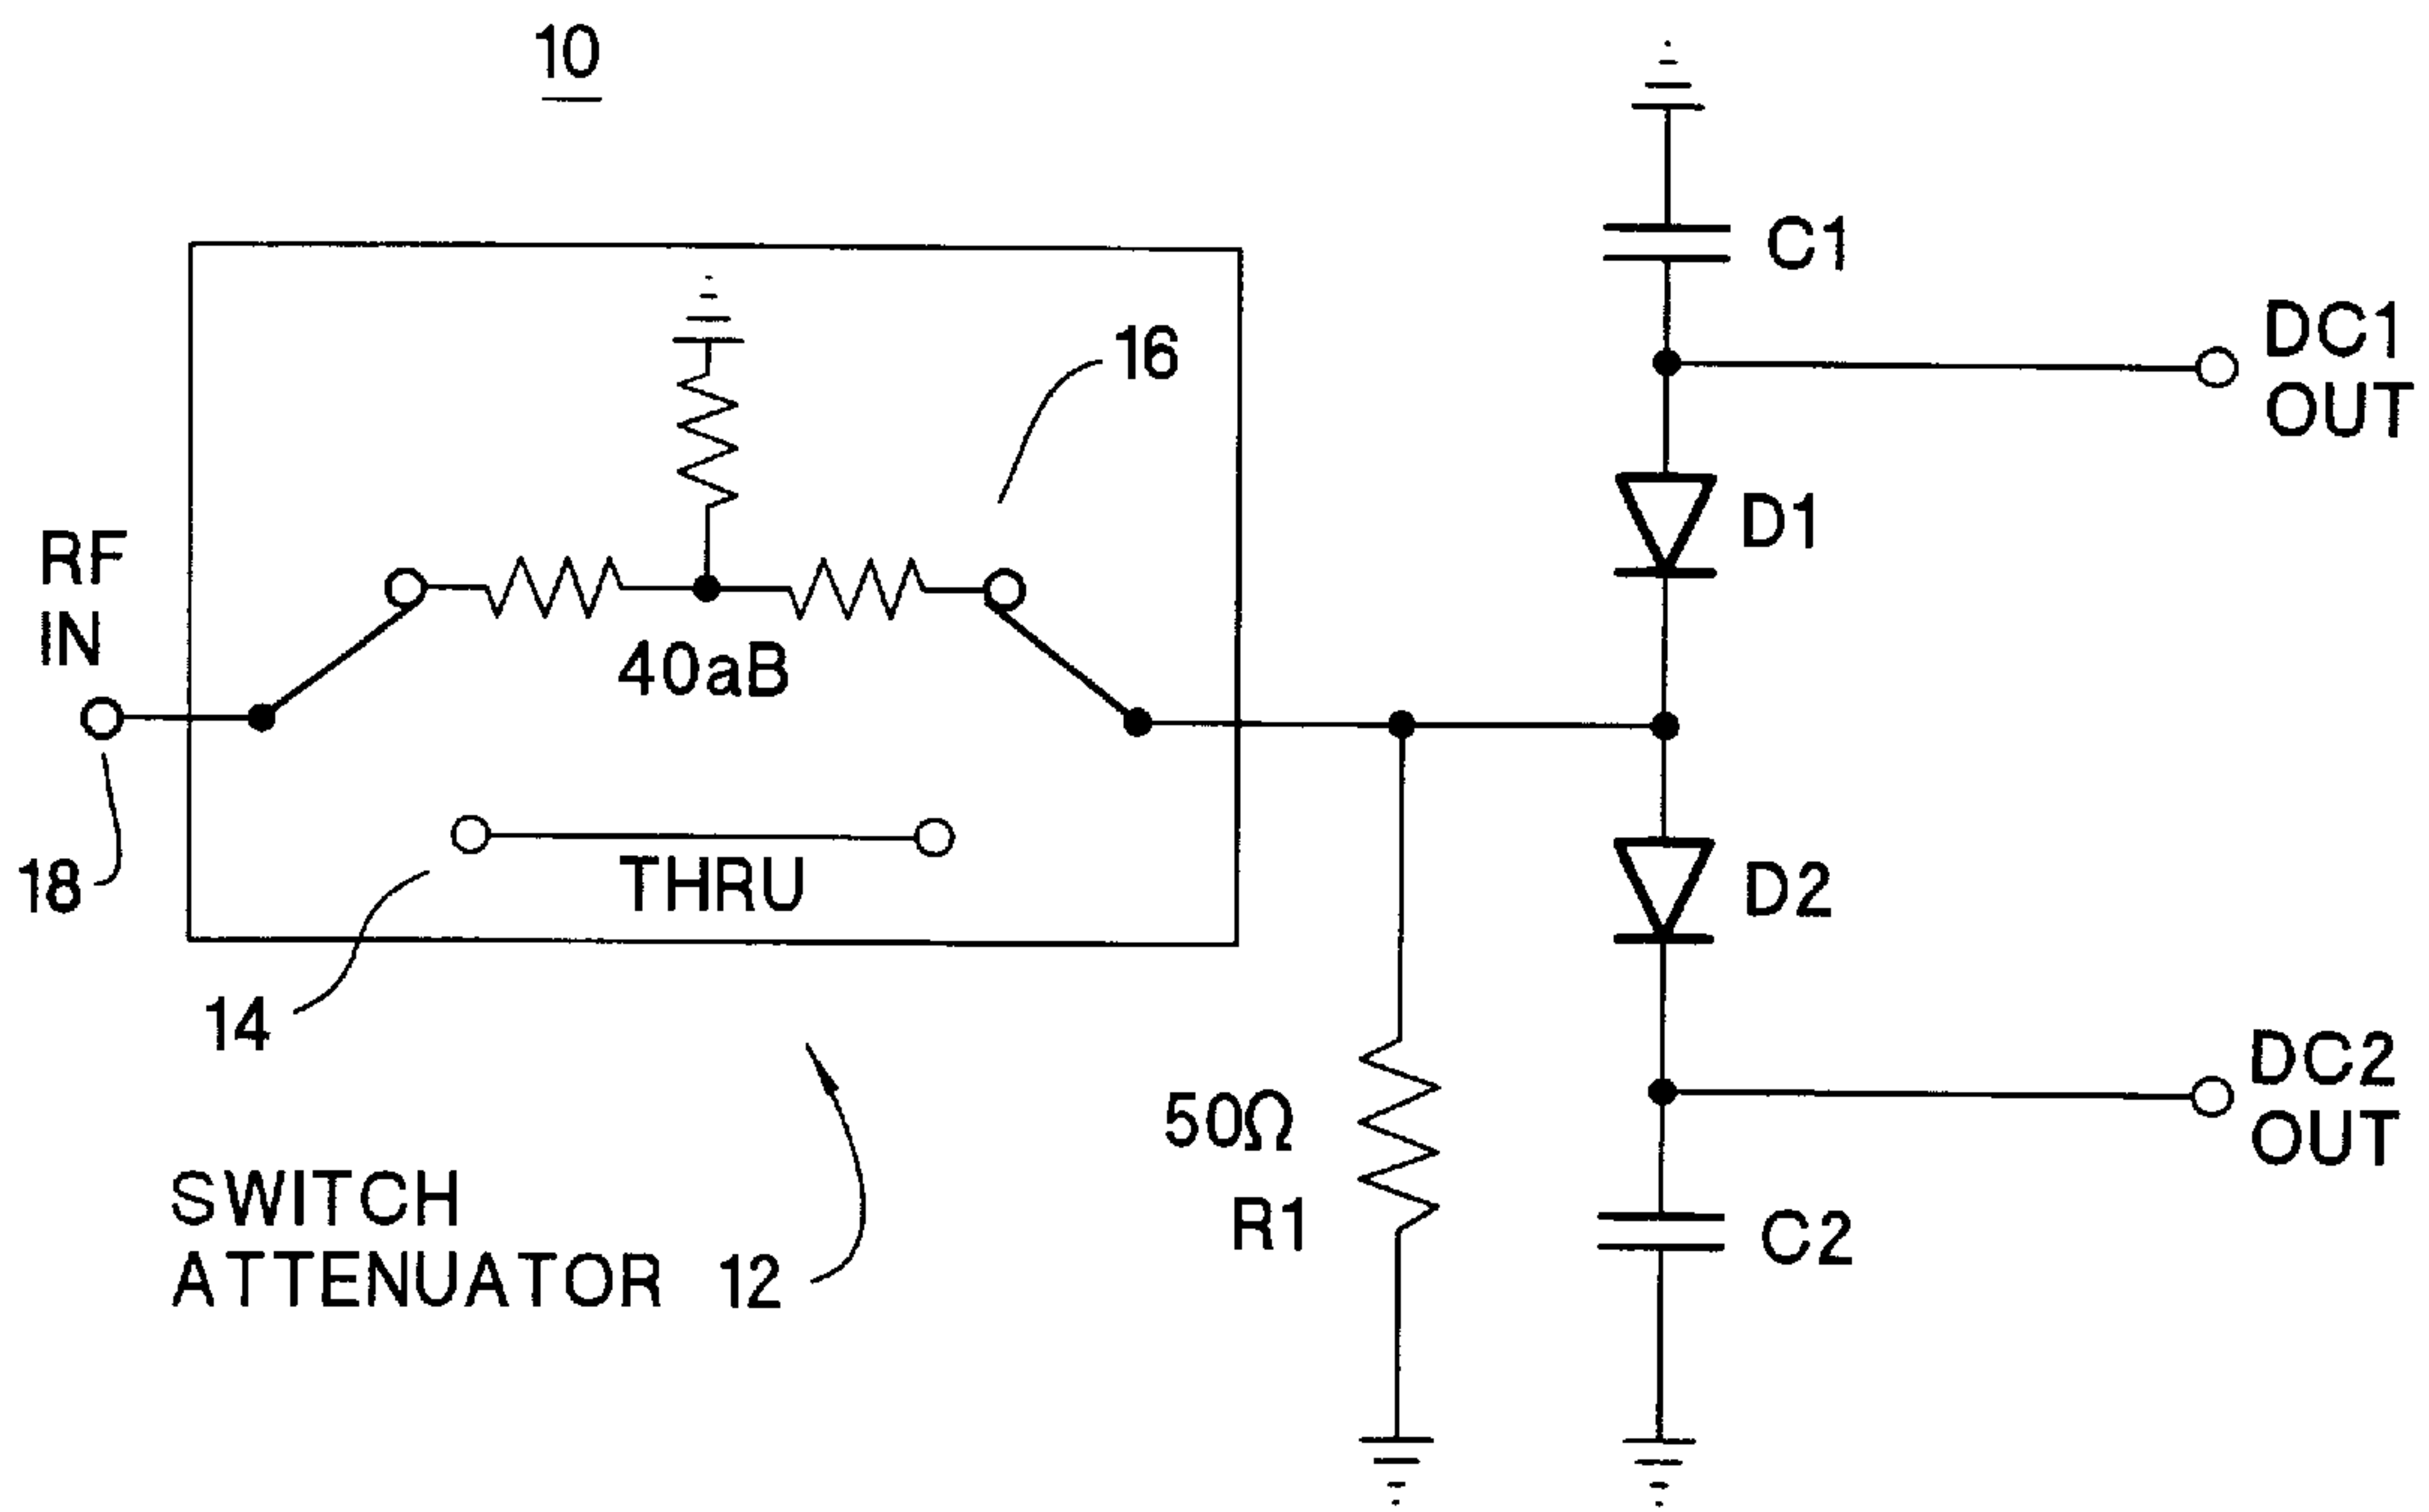 10
C1
DC1
OUT
16
D1
RF
IN
40aB
18
THRU
D2
14
DC2
OUT
50Ω
R1
C2
SWITCH
ATTENUATOR 12